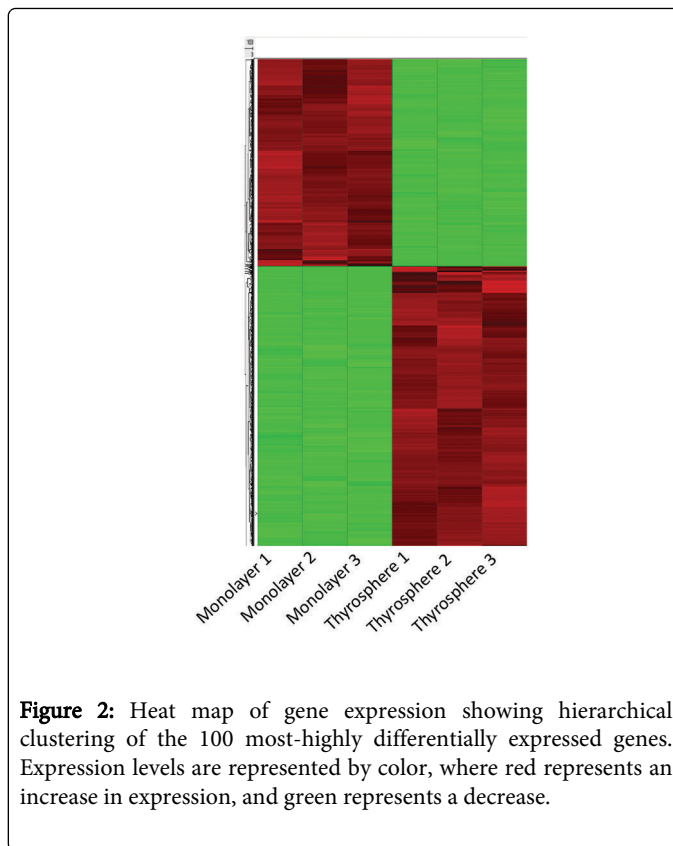 Monolayer 1
Monolayer 2
Monolayer 3
Thyrosphere 1
Thyrosphere 2
Thyrosphere 3
Figure 2: Heat map of gene expression showing hierarchical
clustering of the 100 most-highly differentially expressed genes.
Expression levels are represented by color, where red represents an
increase in expression, and green represents a decrease.